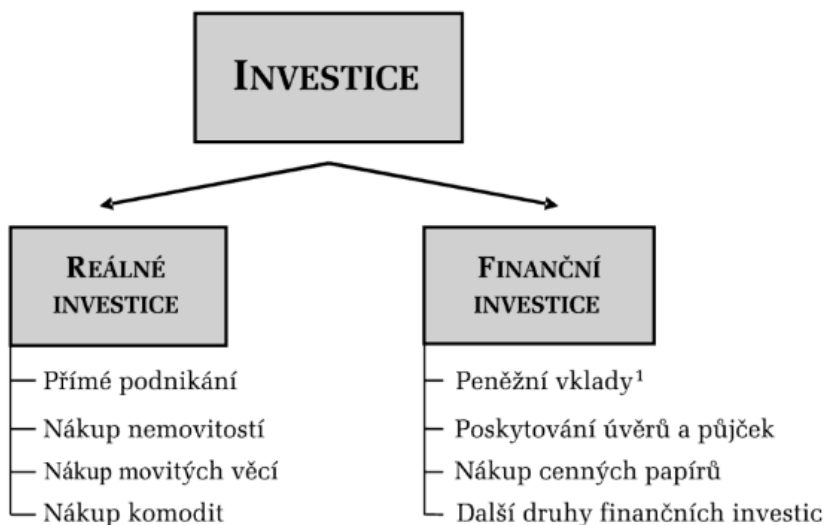 INVESTICE
REÁLNÉ
INVESTICE
Přímé podnikání
Nákup nemovitostí
Nákup movitých věcí
Nákup komodit
FINANČNÍ
INVESTICE
Peněžní vklady¹
Poskytování úvěrů a půjček
Nákup cenných papírů
Další druhy finančních investic